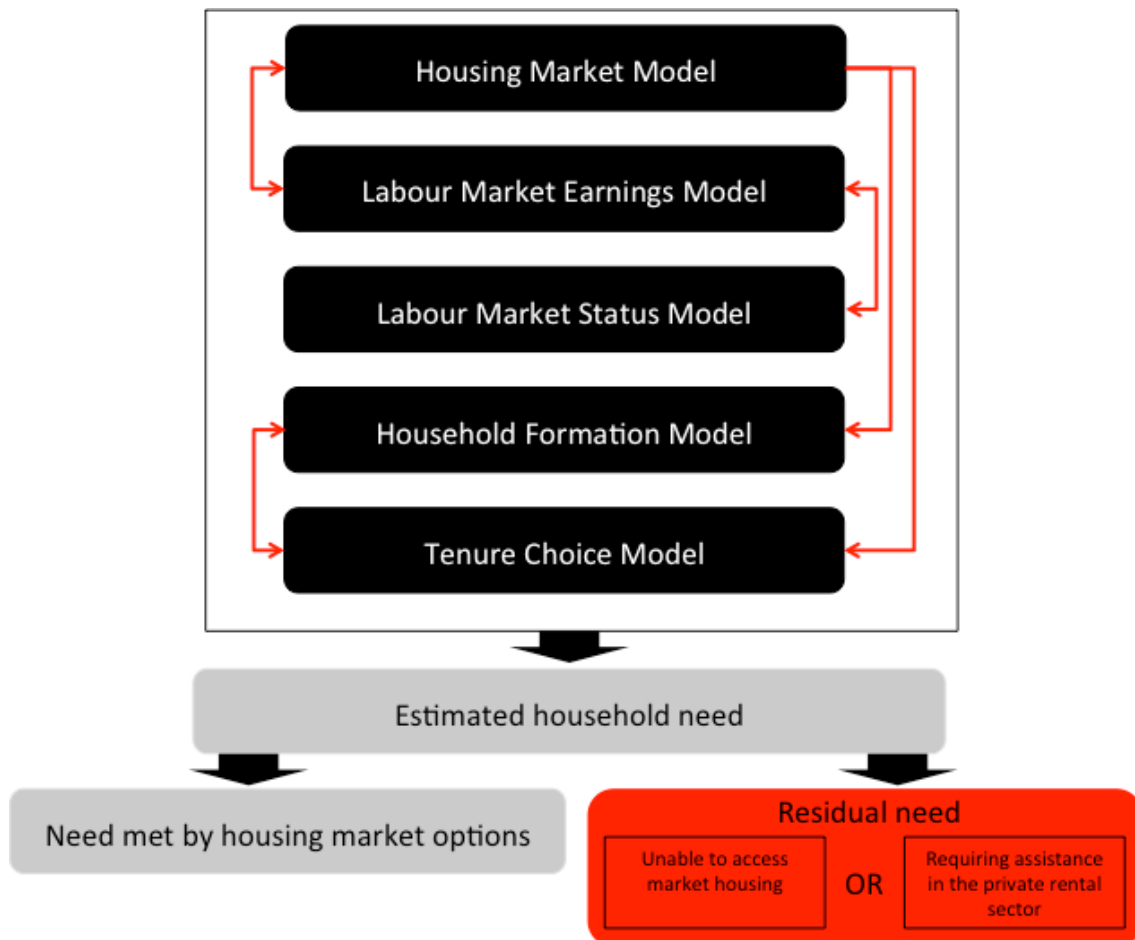 Housing Market Model
Labour Market Earnings Model
Labour Market Status Model
Household Formation Model
Tenure Choice Model
Estimated household need
Need met by housing market options
Residual need
Unable to access
market housing
OR
Requiring assistance
in the private rental
sector